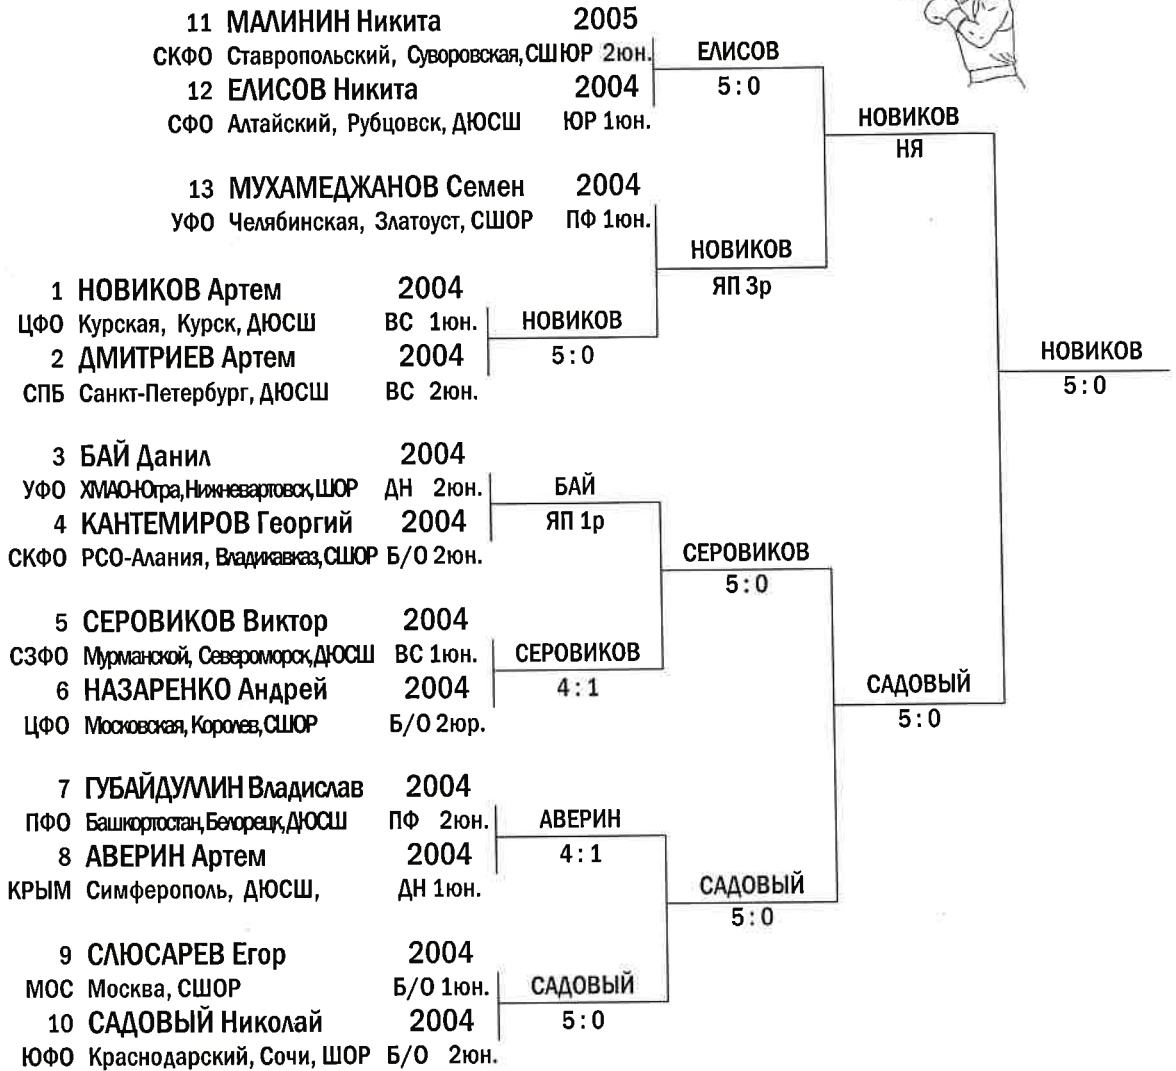 11 МАЛИНИН Никита 2005
СКФО Ставропольский, Суворовская, СШ ЮР 2юн.
ЕЛИСОВ
12 ЕЛИСОВ Никита 2004
5 : 0
СФО Алтайский, Рубцовск, ДЮСШ ЮР 1юн.
НОВИКОВ
НЯ
13 МУХАМЕДЖАНОВ Семен 2004
УФО Челябинская, Златоуст, СШОР ПФ 1юн.
НОВИКОВ
ЯП 3р
1 НОВИКОВ Артем 2004
ЦФО Курская, Курск, ДЮСШ ВС 1юн.
НОВИКОВ
2 ДМИТРИЕВ Артем 2004
5 : 0
СПБ Санкт-Петербург, ДЮСШ ВС 2юн.
НОВИКОВ
5 : 0
3 БАЙ Данил 2004
УФО ХМАО-Югра, Нижневартовск, ШОР ДН 2юн.
БАЙ
4 КАНТЕМИРОВ Георгий 2004
ЯП 1р
СКФО РСО-Алания, Владикавказ, СШОР Б/О 2юн.
СЕРОВИКОВ
5 : 0
5 СЕРОВИКОВ Виктор 2004
СЗФО Мурманской, Североморск, ДЮСШ ВС 1юн.
СЕРОВИКОВ
6 НАЗАРЕНКО Андрей 2004
4 : 1
ЦФО Московская, Королев, СШОР Б/О 2юр.
САДОВЫЙ
5 : 0
7 ГУБАЙДУЛЛИН Владислав 2004
ПФО Башкортостан, Белорецк, ДЮСШ ПФ 2юн.
АВЕРИН
8 АВЕРИН Артем 2004
4 : 1
КРЫМ Симферополь, ДЮСШ, ДН 1юн.
САДОВЫЙ
5 : 0
9 СЛЮСАРЕВ Егор 2004
МОС Москва, СШОР Б/О 1юн.
САДОВЫЙ
10 САДОВЫЙ Николай 2004
5 : 0
ЮФО Краснодарский, Сочи, ШОР Б/О 2юн.